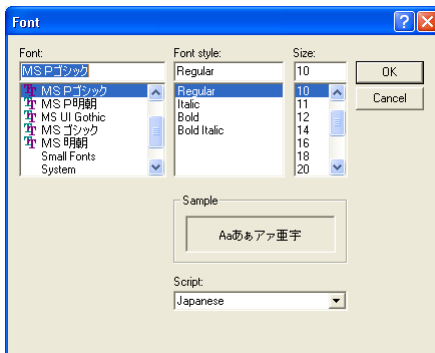 Font
Font: Font style: Size:
MS Pゴシック Regular 10
MS Pゴシック Regular 10
MS P明朝 Italic 11
MS UI Gothic Bold 12
MS ゴシック Bold Italic 14
MS 明朝 16
Small Fonts 18
System 20
OK
Cancel
Sample
Aaあぁアァ亜宇
Script:
Japanese